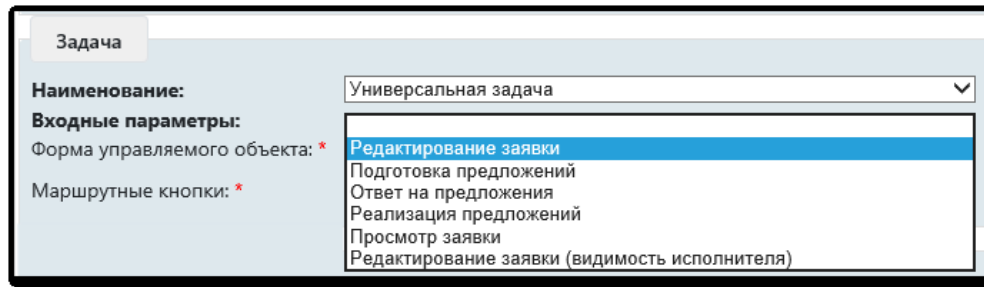 Задача
Наименование: Универсальная задача
Входные параметры:
Форма управляемого объекта: * Редактирование заявки
Подготовка предложений
Маршрутные кнопки: * Ответ на предложения
Реализация предложений
Просмотр заявки
Редактирование заявки (видимость исполнителя)